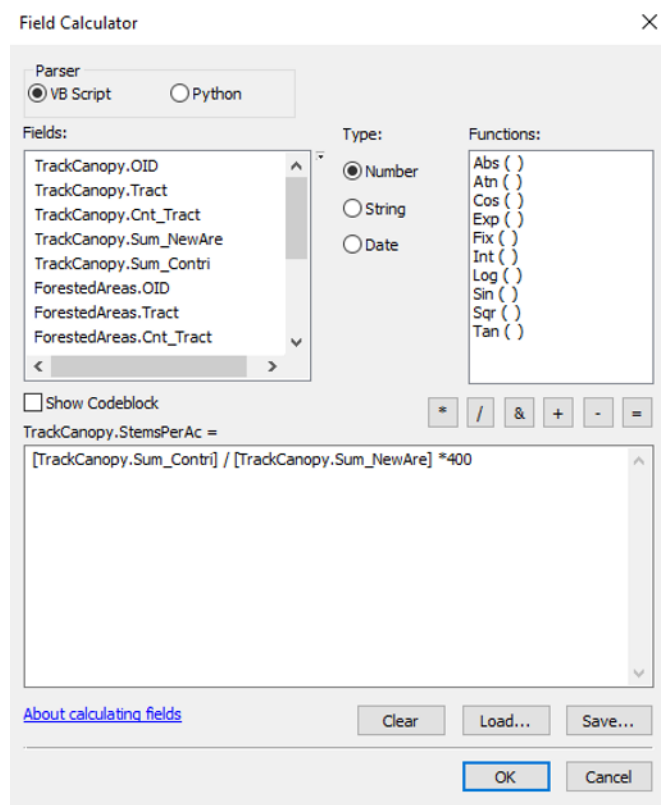 Field Calculator
Parser
VB Script Python
Fields: Type: Functions:
TrackCanopy.OID
TrackCanopy.Tract
TrackCanopy.Cnt_Tract
TrackCanopy.Sum_NewAre
TrackCanopy.Sum_Contri
ForestedAreas.OID
ForestedAreas.Tract
ForestedAreas.Cnt_Tract
Number
String
Date
Abs ( )
Atn ( )
Cos ( )
Exp ( )
Fix ( )
Int ( )
Log ( )
Sin ( )
Sqr ( )
Tan ( )
Show Codeblock
* / & + - =
TrackCanopy.StemsPerAc =
[TrackCanopy.Sum_Contri] / [TrackCanopy.Sum_NewAre] *400
About calculating fields
Clear Load... Save...
OK Cancel